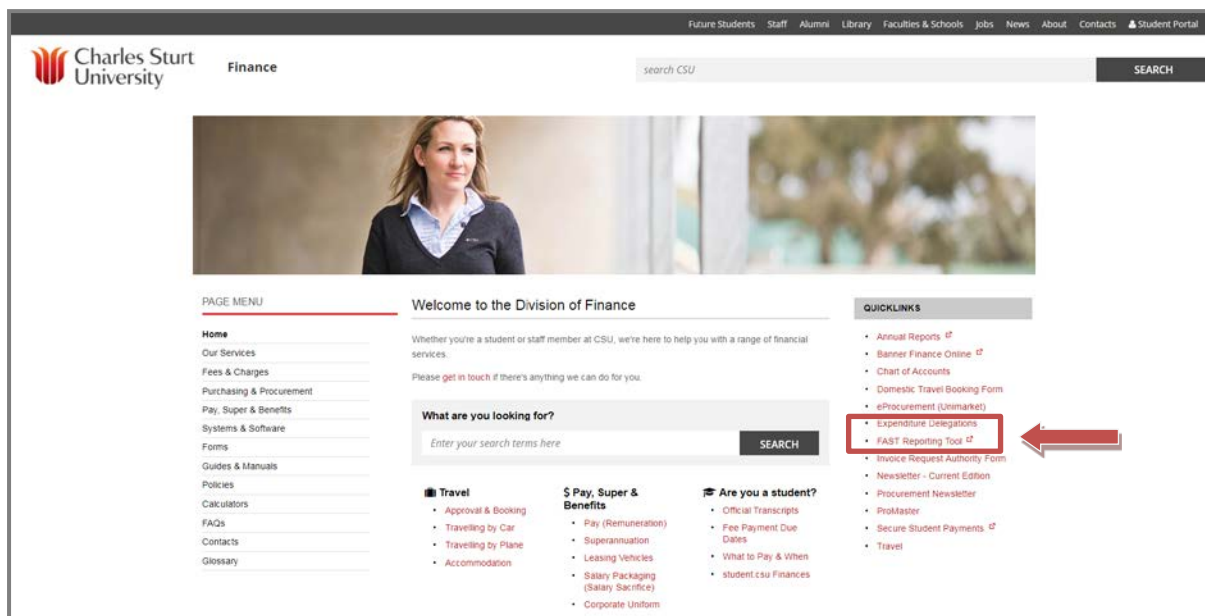 Future Students Staff Alumni Library Faculties & Schools Jobs News About Contacts Student Portal
Charles Sturt
University
Finance
search CSU
SEARCH
PAGE MENU
Home
Our Services
Fees & Charges
Purchasing & Procurement
Pay, Super & Benefits
Systems & Software
Forms
Guides & Manuals
Policies
Calculators
FAQs
Contacts
Glossary
Welcome to the Division of Finance
Whether you're a student or staff member at CSU, we're here to help you with a range of financial
services.
Please get in touch if there's anything we can do for you.
What are you looking for?
Enter your search terms here
SEARCH
Travel
Approval & Booking
Travelling by Car
Travelling by Plane
Accommodation
$ Pay, Super &
Benefits
Pay (Remuneration)
Superannuation
Leasing Vehicles
Salary Packaging
(Salary Sacrifice)
Corporate Uniform
Are you a student?
Official Transcripts
Fee Payment Due
Dates
What to Pay & When
student.csu Finances
QUICKLINKS
Annual Reports
Banner Finance Online
Chart of Accounts
Domestic Travel Booking Form
eProcurement (Unimarket)
Expenditure Delegations
FAST Reporting Tool
Invoice Request Authority Form
Newsletter - Current Edition
Procurement Newsletter
ProMaster
Secure Student Payments
Travel